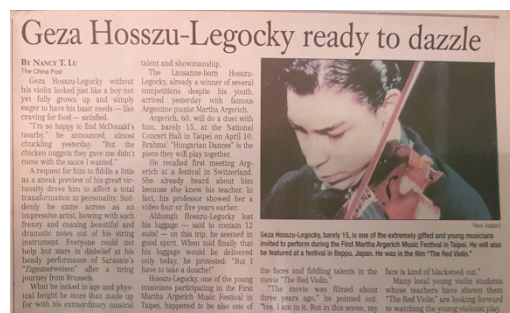 Geza Hosszu-Legocky ready to dazzle
BY NANCY T. LU
The China Post
Geza Hosszu-Legocky without
his violin looked just like a boy not
yet fully grown up and simply
eager to have his basic needs — like
craving for food — satisfied.
"I'm so happy to find McDonald's
nearby," he announced, almost
chuckling yesterday. "But the
chicken nuggets they gave me didn't
come with the sauce I wanted."
A request for him to fiddle a little
as a sneak preview of his great vir-
tuosity drove him to affect a total
transformation in personality. Sud-
denly he came across as an
impressive artist, bowing with such
frenzy and coaxing beautiful and
dramatic notes out of his string
instrument. Everyone could not
help but stare in disbelief at his
heady performance of Sarasate's
"Zigeunerweisen" after a tiring
journey from Brussels.
What he lacked in age and phys-
ical height he more than made up
for with his extraordinary musical
talent and showmanship.
The Lausanne-born Hosszu-
Legocky, already a winner of several
competitions despite his youth,
arrived yesterday with famous
Argentine pianist Martha Argerich.
Argerich, 60, will do a duet with
him, barely 15, at the National
Concert Hall in Taipei on April 10.
Brahms' "Hungarian Dances" is the
piece they will play together.
He recalled first meeting Arg-
erich at a festival in Switzerland.
She already heard about him
because she knew his teacher. In
fact, his professor showed her a
video four or five years earlier.
Although Hosszu-Legocky lost
his luggage — said to contain 12
suits! — on this trip, he seemed in
good spirit. When told finally that
his luggage would be delivered
only today, he protested: "But I
have to take a douche!"
Hosszu-Legocky, one of the young
musicians participating in the First
Martha Argerich Music Festival in
Taipei, happened to be also one of
New Aspect
Geza Hosszu-Legocky, barely 15, is one of the extremely gifted and young musicians
invited to perform during the First Martha Argerich Music Festival in Taipei. He will also
be featured at a festival in Beppu, Japan. He was in the film "The Red Violin."
the faces and fiddling talents in the
movie "The Red Violin."
"The movie was filmed about
three years ago," he pointed out.
"Yes, I am in it. But in this scene, my
face is kind of blackened out."
Many local young violin students
whose teachers have shown them
"The Red Violin" are looking forward
to watching the young violinist play.